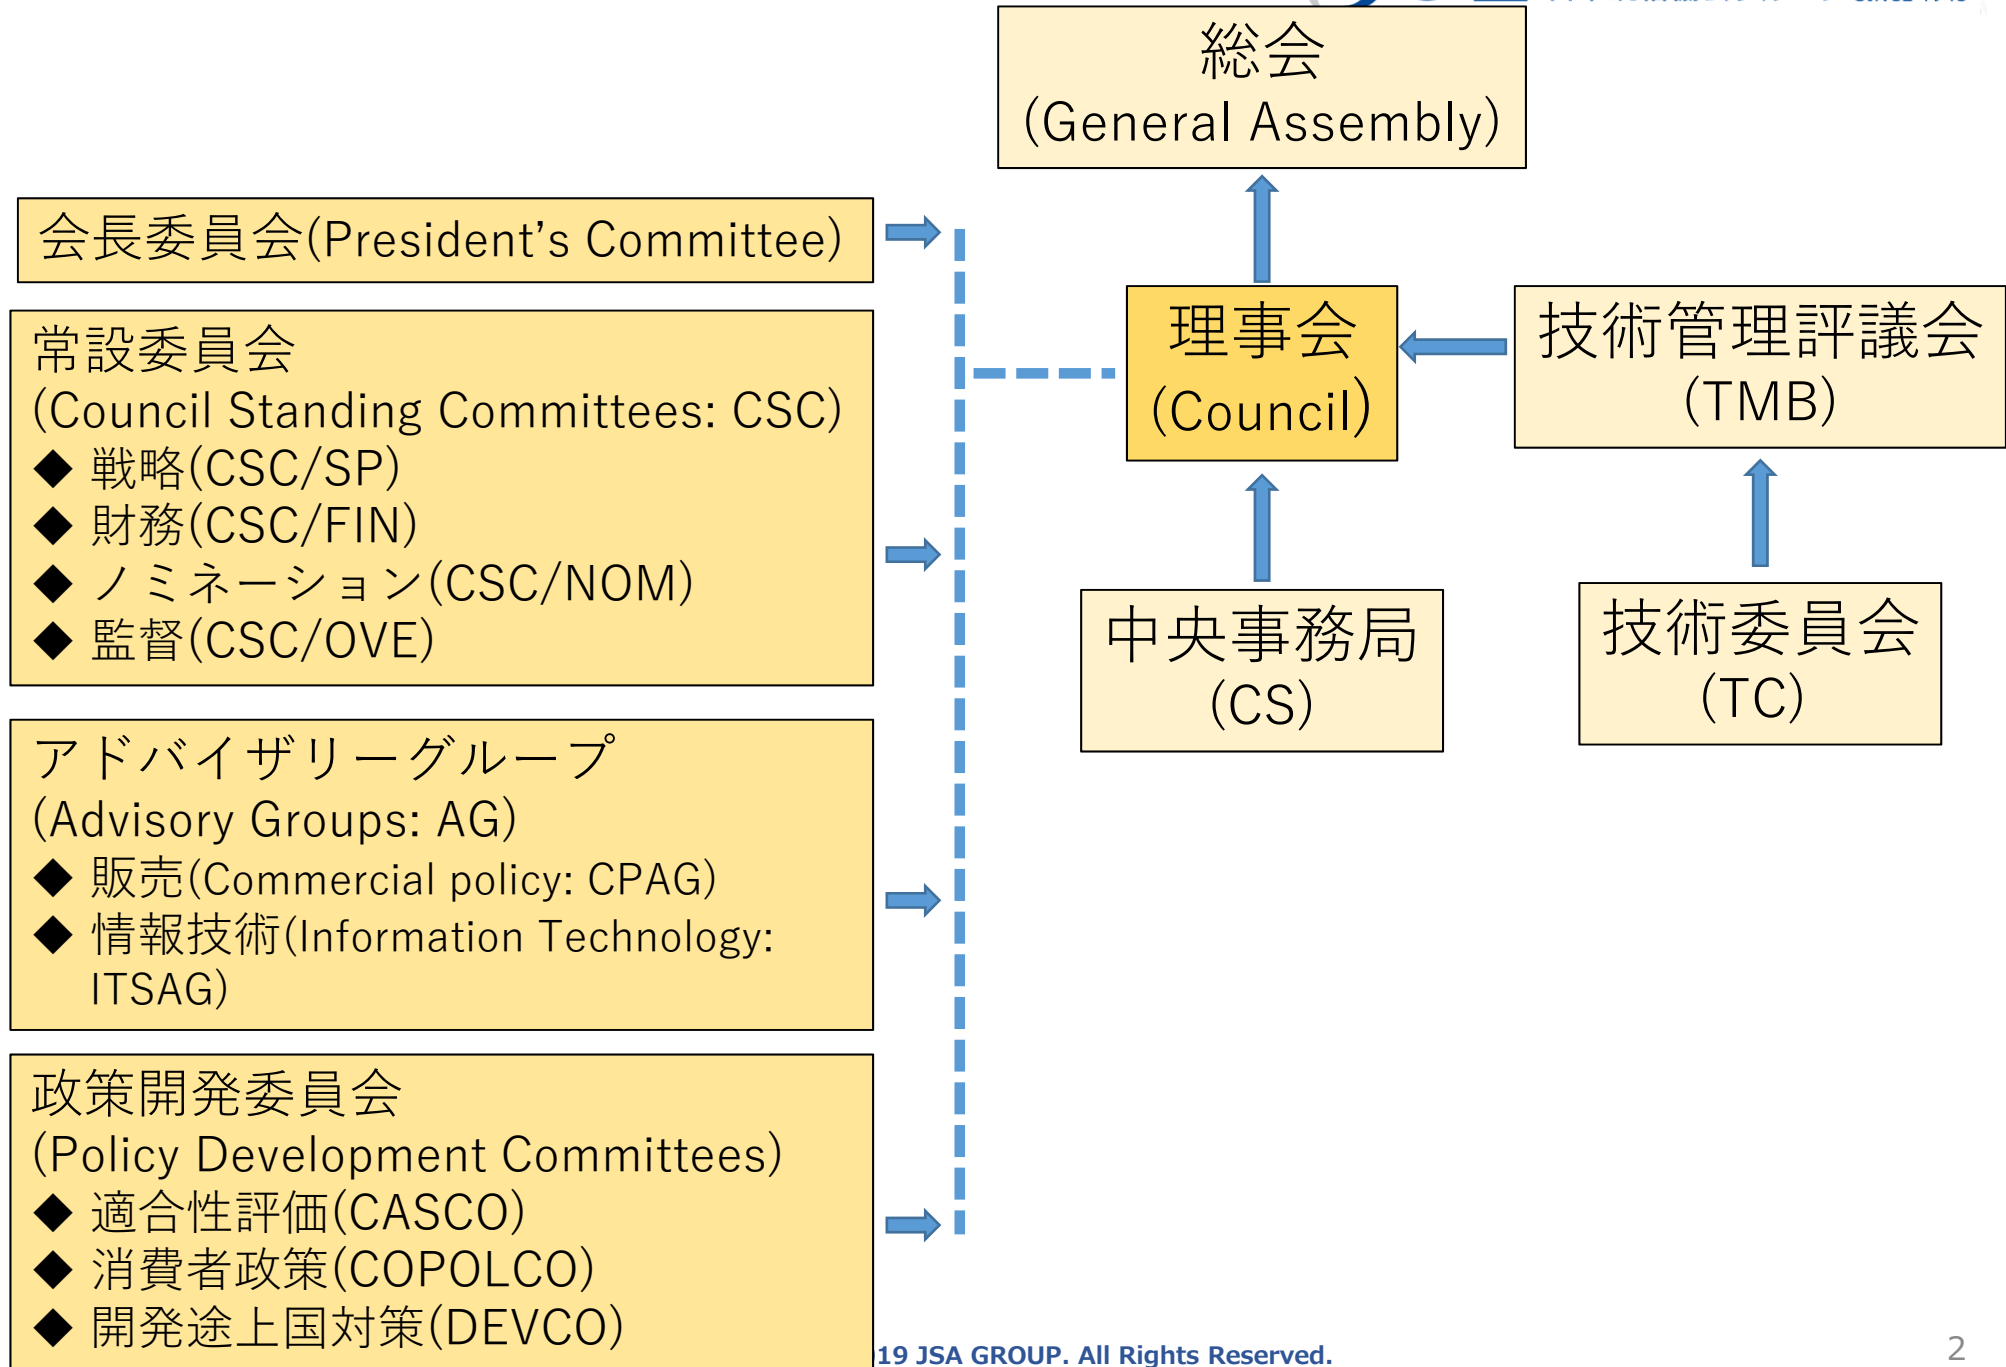 総会
(General Assembly)
会長委員会(President’s Committee)
常設委員会
(Council Standing Committees: CSC)
◆ 戦略(CSC/SP)
◆ 財務(CSC/FIN)
◆ ノミネーション(CSC/NOM)
◆ 監督(CSC/OVE)
理事会
(Council)
技術管理評議会
(TMB)
中央事務局
(CS)
技術委員会
(TC)
アドバイザリーグループ
(Advisory Groups: AG)
◆ 販売(Commercial policy: CPAG)
◆ 情報技術(Information Technology:
ITSAG)
政策開発委員会
(Policy Development Committees)
◆ 適合性評価(CASCO)
◆ 消費者政策(COPOLCO)
◆ 開発途上国対策(DEVCO)
19 JSA GROUP. All Rights Reserved.
2